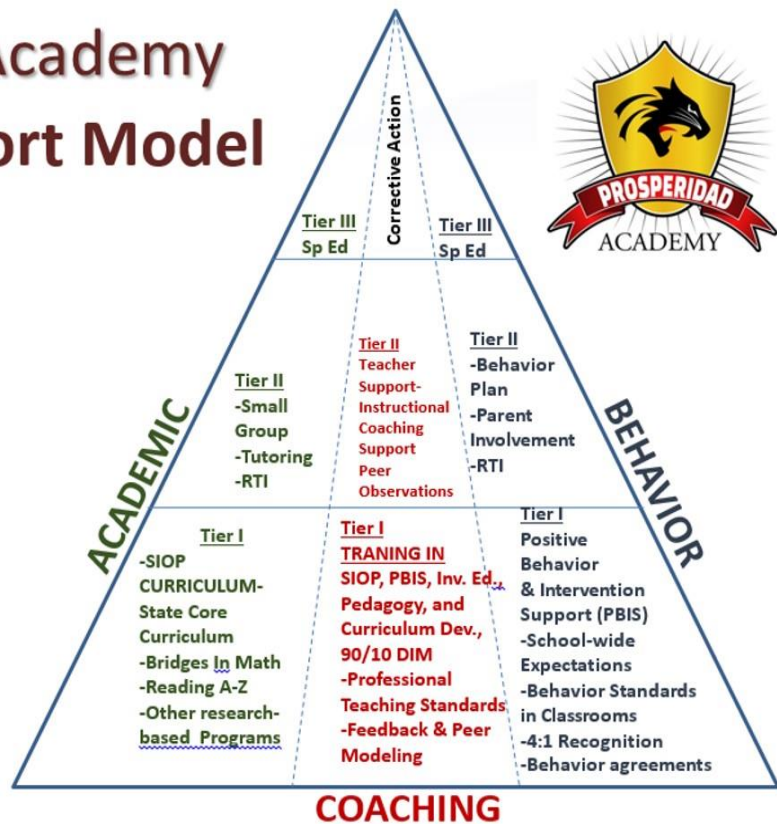 Academy
ort Model
PROSPERIDAD
ACADEMY
Corrective Action
Tier III
Sp Ed
Tier III
Sp Ed
ACADEMIC
Tier II
-Small
Group
-Tutoring
-RTI
Tier II
Teacher
Support-
Instructional
Coaching
Support
Peer
Observations
Tier II
-Behavior
Plan
-Parent
Involvement
-RTI
BEHAVIOR
Tier I
-SIOP
CURRICULUM-
State Core
Curriculum
-Bridges In Math
-Reading A-Z
-Other research-
based Programs
Tier I
TRANING IN
SIOP, PBIS, Inv. Ed.,
Pedagogy, and
Curriculum Dev.,
90/10 DIM
-Professional
Teaching Standards
-Feedback & Peer
Modeling
Tier I
Positive
Behavior
& Intervention
Support (PBIS)
-School-wide
Expectations
-Behavior Standards
in Classrooms
-4:1 Recognition
-Behavior agreements
COACHING